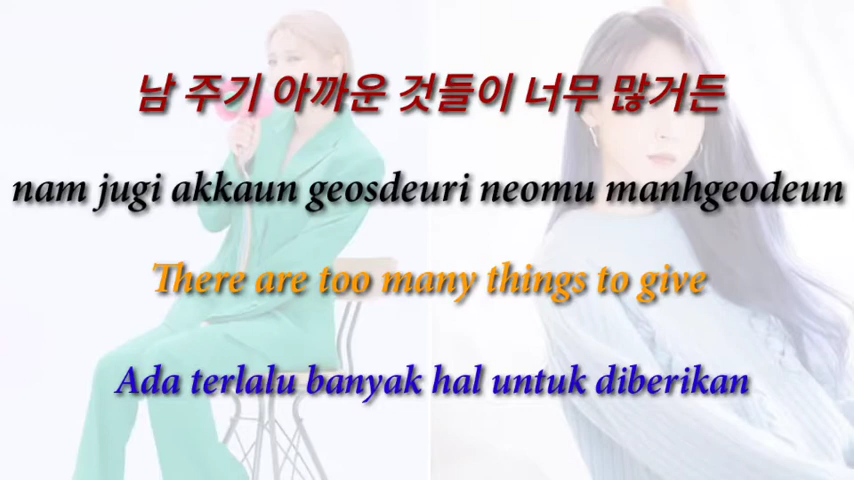 남 주기 아까운 것들이 너무 많거든
nam jugi akkaun geosdeuri neomu manhgeodeun
There are too many things to give
Ada terlalu banyak hal untuk diberikan